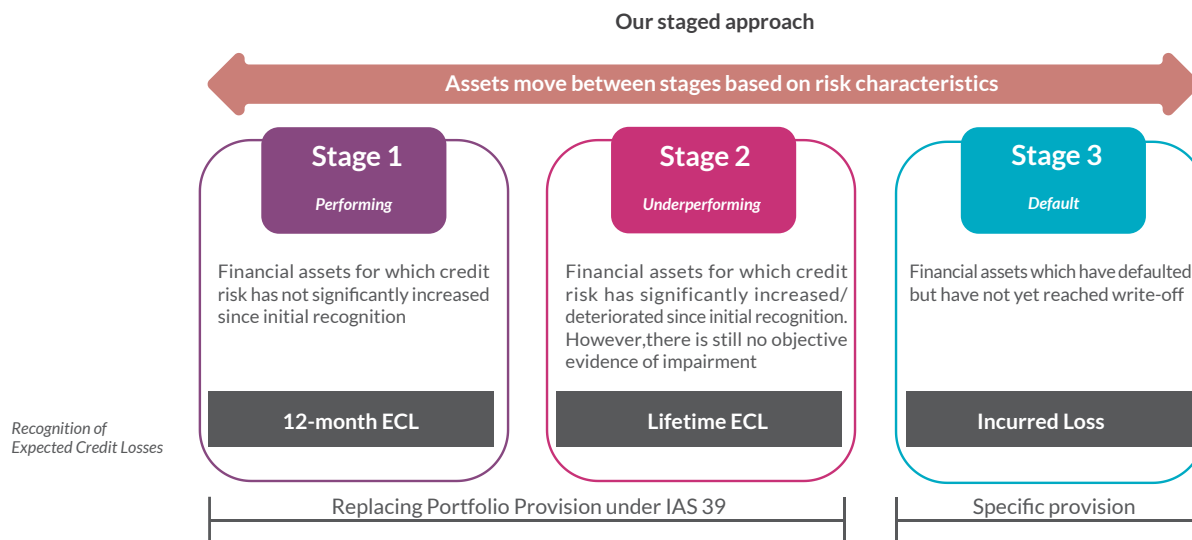 Our staged approach
Assets move between stages based on risk characteristics
Stage 1
Performing
Financial assets for which credit
risk has not significantly increased
since initial recognition
12-month ECL
Stage 2
Underperforming
Financial assets for which credit
risk has significantly increased/
deteriorated since initial recognition.
However,there is still no objective
evidence of impairment
Lifetime ECL
Stage 3
Default
Financial assets which have defaulted
but have not yet reached write-off
Incurred Loss
Recognition of
Expected Credit Losses
Replacing Portfolio Provision under IAS 39
Specific provision